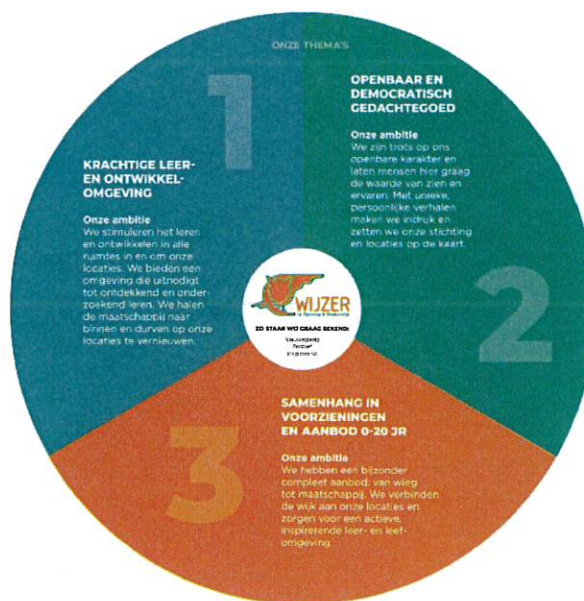 ONZE THEMA'S
1
KRACHTIGE LEER-
EN ONTWIKKEL-
OMGEVING
Onze ambitie
We stimuleren het leren
en ontwikkelen in alle
ruimtes in en om onze
locaties. We bieden een
omgeving die uitnodigt
tot ontdekkend en onder-
zoekend leren. We halen
de maatschappij naar
binnen en durven op onze
locaties te vernieuwen.
OPENBAAR EN
DEMOCRATISCH
GEDACHTEGOED
Onze ambitie
We zijn trots op ons
openbare karakter en
laten mensen hier graag
de waarde van zien en
ervaren. Met unieke,
persoonlijke verhalen
maken we indruk en
zetten we onze stichting
en locaties op de kaart.
2
WIJZER
in Opvang & Onderwijs
ZO STAAN WIJ GRAAG BEKEND:
Nieuwsgierig
3
SAMENHANG IN
VOORZIENINGEN
EN AANBOD 0-20 JR
Onze ambitie
We hebben een bijzonder
compleet aanbod, van wieg
tot maatschappij. We verbinden
de wijk aan onze locaties en
zorgen voor een actieve,
inspirerende leer- en leef-
omgeving.